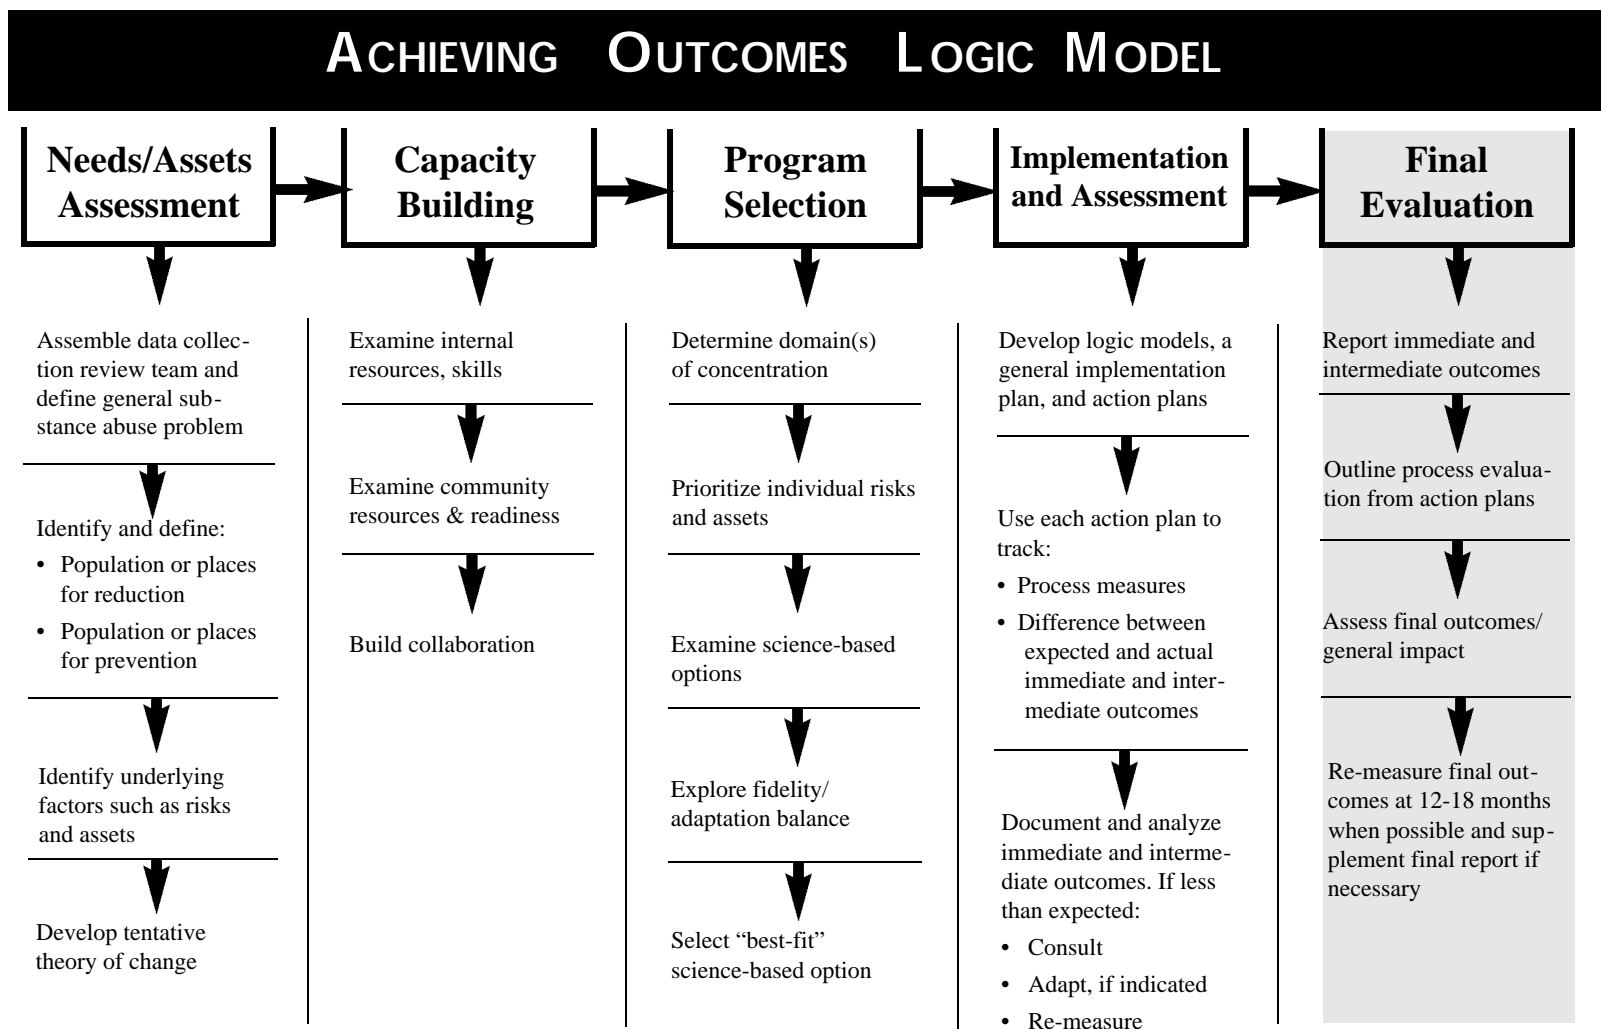 ACHIEVING OUTCOMES LOGIC MODEL
Needs/Assets
Assessment
Assemble data collec-
tion review team and
define general sub-
stance abuse problem
Identify and define:
• Population or places
for reduction
• Population or places
for prevention
Identify underlying
factors such as risks
and assets
Develop tentative
theory of change
Capacity
Building
Examine internal
resources, skills
Examine community
resources & readiness
Build collaboration
Program
Selection
Determine domain(s)
of concentration
Prioritize individual risks
and assets
Examine science-based
options
Explore fidelity/
adaptation balance
Select “best-fit”
science-based option
Implementation
and Assessment
Develop logic models, a
general implementation
plan, and action plans
Use each action plan to
track:
• Process measures
• Difference between
expected and actual
immediate and inter-
mediate outcomes
Document and analyze
immediate and interme-
diate outcomes. If less
than expected:
• Consult
• Adapt, if indicated
• Re-measure
Final
Evaluation
Report immediate and
intermediate outcomes
Outline process evalua-
tion from action plans
Assess final outcomes/
general impact
Re-measure final out-
comes at 12-18 months
when possible and sup-
plement final report if
necessary